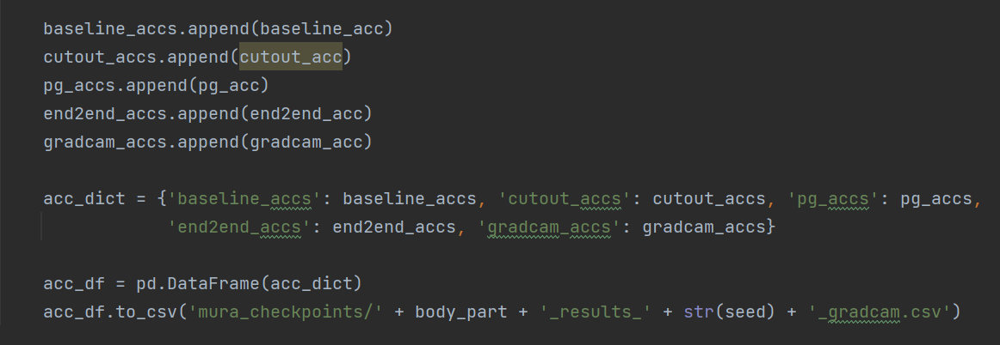 baseline_accs.append(baseline_acc)
cutout_accs.append(cutout_acc)
pg_accs.append(pg_acc)
end2end_accs.append(end2end_acc)
gradcam_accs.append(gradcam_acc)
acc_dict = {'baseline_accs': baseline_accs, 'cutout_accs': cutout_accs, 'pg_accs': pg_accs,
'end2end_accs': end2end_accs, 'gradcam_accs': gradcam_accs}
acc_df = pd.DataFrame(acc_dict)
acc_df.to_csv('mura_checkpoints/' + body_part + '_results_' + str(seed) + '_gradcam.csv')